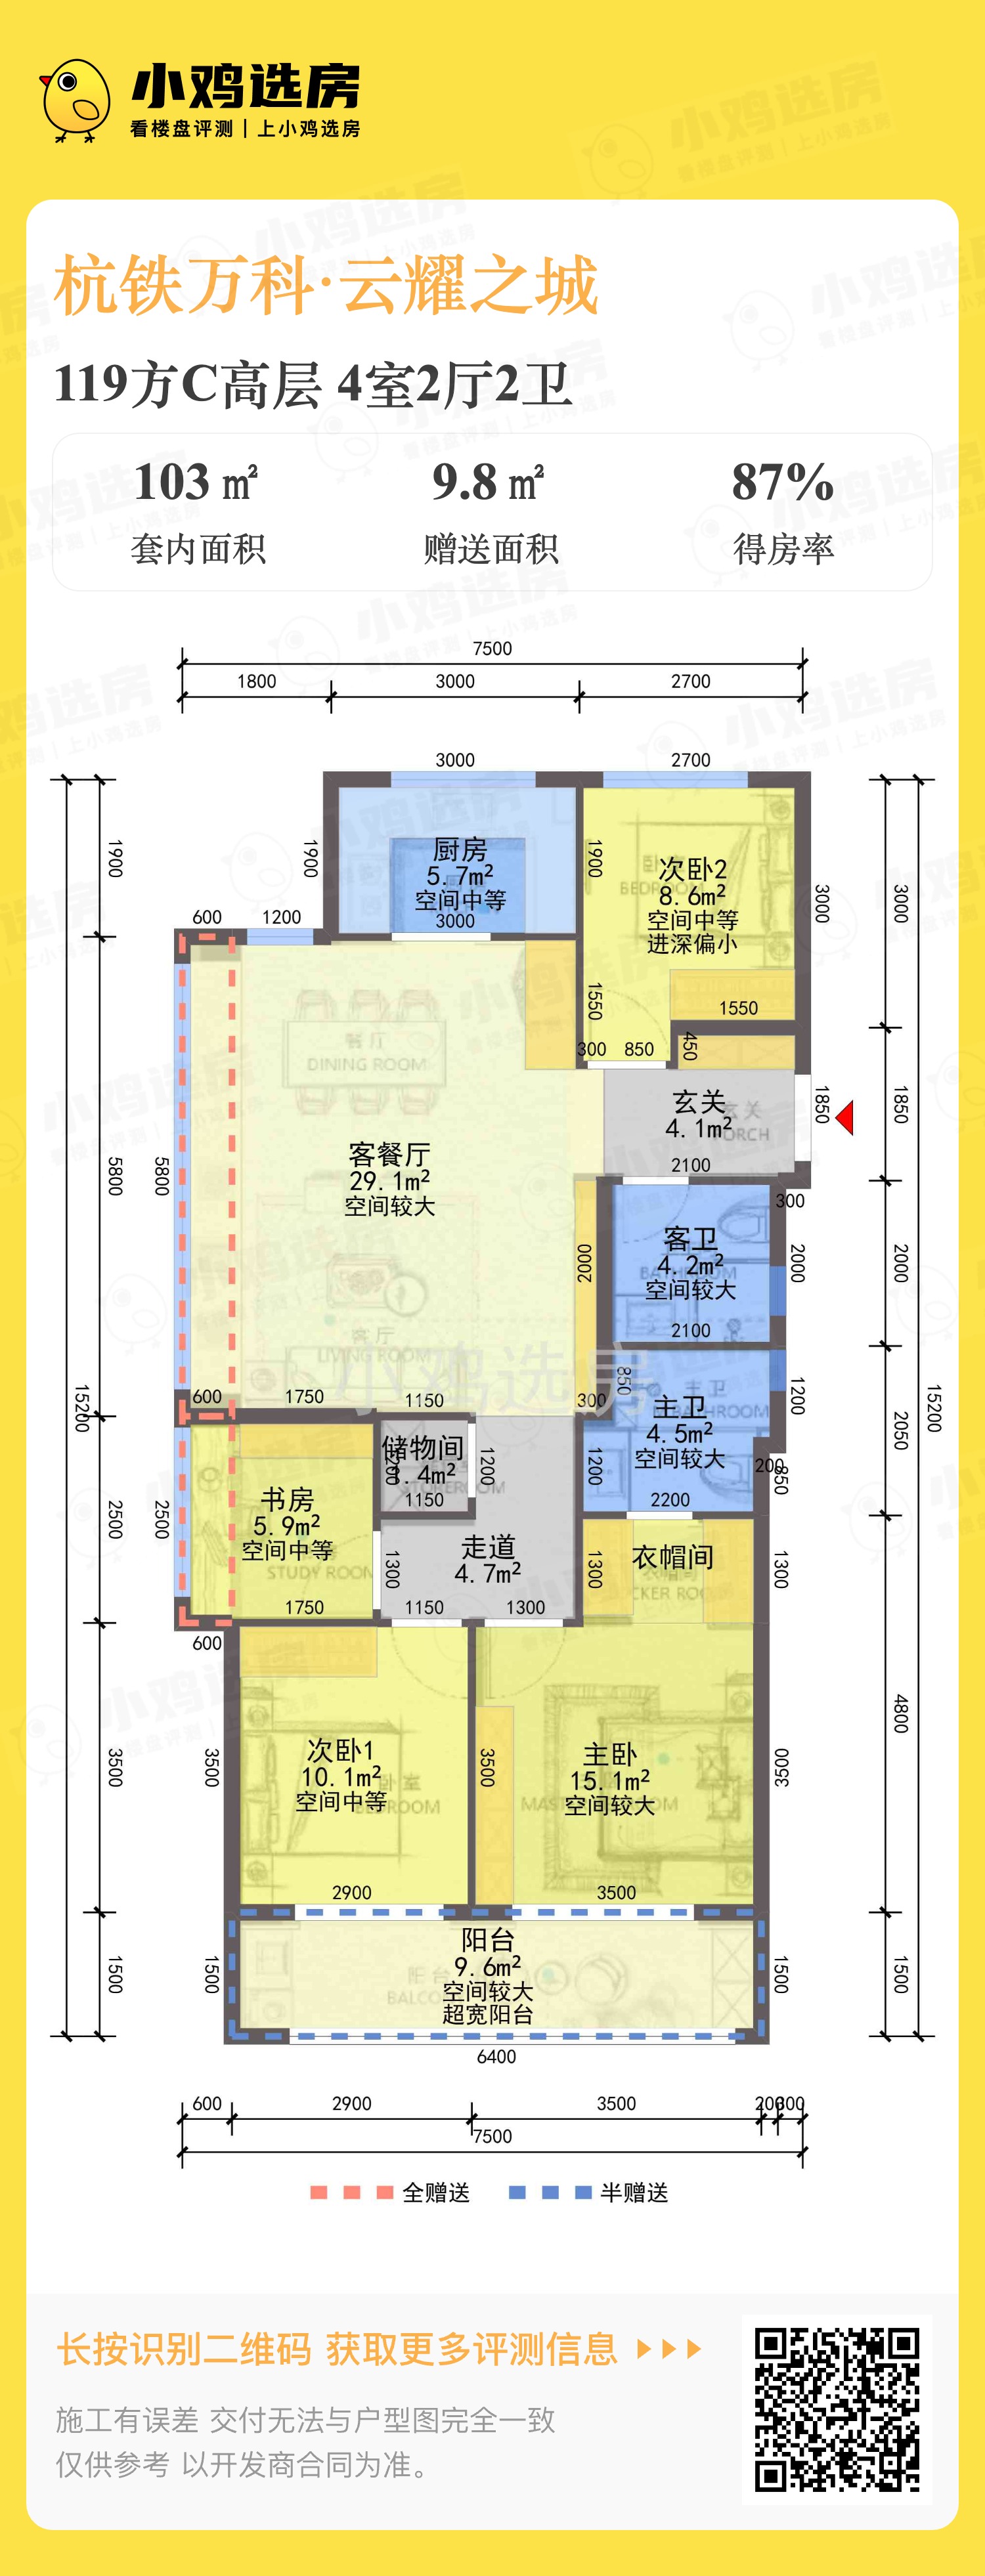 小鸡选房
看楼盘评测 | 上小鸡选房
杭铁万科·云耀之城
119方C高层 4室2厅2卫
103 ㎡ 9.8 ㎡ 87%
套内面积 赠送面积 得房率
7500
1800 3000 2700
3000 2700
1900 1900 1900 3000 3000
厨房
5.7m²
空间中等
3000
次卧2
8.6m²
空间中等
进深偏小
BEDROOM
600 1200
1550 1550
300 850 450
餐厅
DINING ROOM
玄关
4.1m²
PORCH
2100
1850 1850
5800 5800
客餐厅
29.1m²
空间较大
300
客卫
4.2m²
空间较大
BATHROOM
2100
2000 2000 2000
客厅
LIVING ROOM
小鸡选房
600 1750 1150 300
850
主卫
4.5m²
空间较大
BATHROOM
2200
1200 1200 2050
200 850
15200 15200
储物间
1.4m²
1150
1200 1200
书房
5.9m²
空间中等
STUDY ROOM
1750
2500 2500
走道
4.7m²
1300 1150 1300
衣帽间
1300 1300
600
4800
次卧1
10.1m²
空间中等
BEDROOM
2900
3500 3500 3500 3500
主卧
15.1m²
空间较大
3500
阳台
9.6m²
空间较大
超宽阳台
1500 1500 1500 1500
6400
600 2900 3500 200 300
7500
全赠送 半赠送
长按识别二维码 获取更多评测信息
施工有误差 交付无法与户型图完全一致
仅供参考 以开发商合同为准。